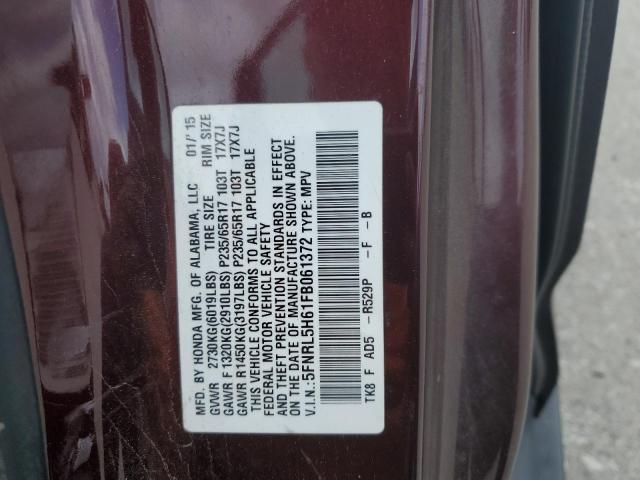 MFD. BY HONDA MFG. OF ALABAMA, LLC 01/'15
GVWR 2730KG(6019LBS) TIRE SIZE RIM SIZE
GAWR F 1320KG(2910LBS) P235/65R17 103T 17X7J
GAWR R 1450KG(3197LBS) P235/65R17 103T 17X7J
THIS VEHICLE CONFORMS TO ALL APPLICABLE
FEDERAL MOTOR VEHICLE SAFETY
AND THEFT PREVENTION STANDARDS IN EFFECT
ON THE DATE OF MANUFACTURE SHOWN ABOVE.
V.I.N.:5FNRL5H61FB061372 TYPE: MPV
TK8 F AD5 -R529P -F -B